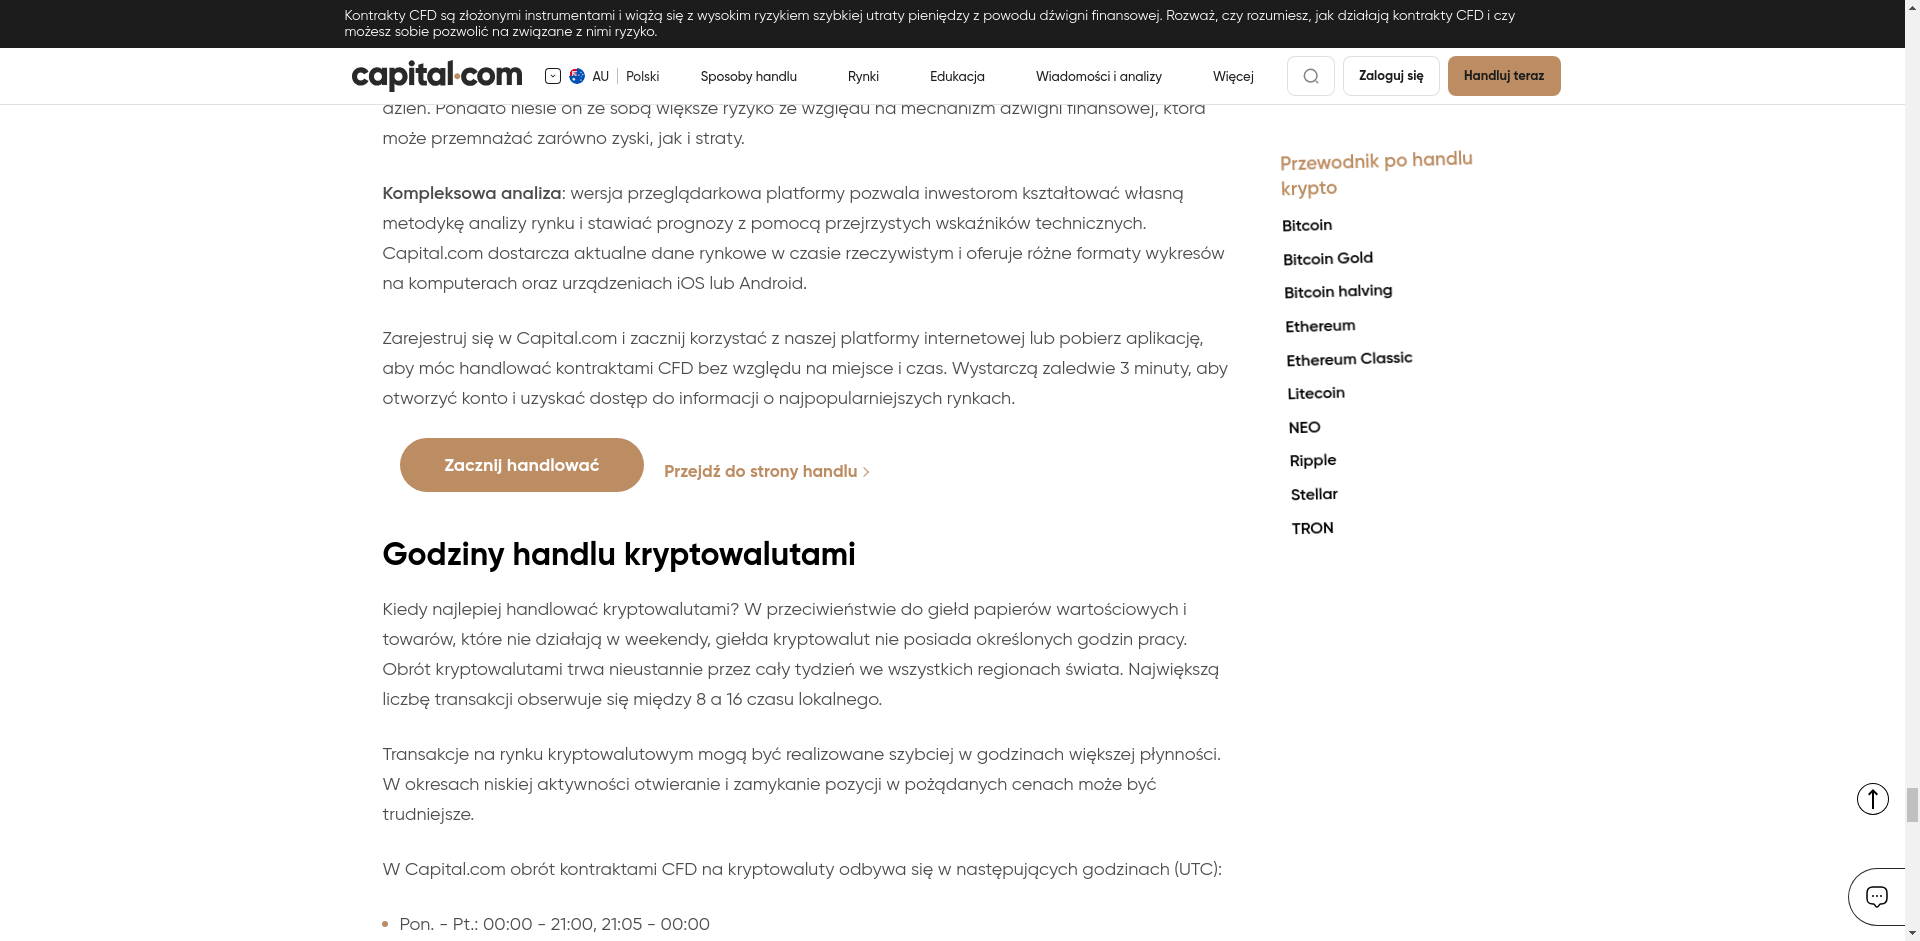 Kontrakty CFD są złożonymi instrumentami i wiążą się z wysokim ryzykiem szybkiej utraty pieniędzy z powodu dźwigni finansowej. Rozważ, czy rozumiesz, jak działają kontrakty CFD i czy
możesz sobie pozwolić na związane z nimi ryzyko.
capital.com
AU
Polski
Sposoby handlu
Rynki
Edukacja
Wiadomości i analizy
Więcej
Zaloguj się
Handluj teraz
dzień. Ponadto niesie on ze sobą większe ryzyko ze względu na mechanizm dźwigni finansowej, która
może przemnażać zarówno zyski, jak i straty.
Kompleksowa analiza: wersja przeglądarkowa platformy pozwala inwestorom kształtować własną
metodykę analizy rynku i stawiać prognozy z pomocą przejrzystych wskaźników technicznych.
Capital.com dostarcza aktualne dane rynkowe w czasie rzeczywistym i oferuje różne formaty wykresów
na komputerach oraz urządzeniach iOS lub Android.
Zarejestruj się w Capital.com i zacznij korzystać z naszej platformy internetowej lub pobierz aplikację,
aby móc handlować kontraktami CFD bez względu na miejsce i czas. Wystarczą zaledwie 3 minuty, aby
otworzyć konto i uzyskać dostęp do informacji o najpopularniejszych rynkach.
Zacznij handlować
Przejdź do strony handlu
Godziny handlu kryptowalutami
Kiedy najlepiej handlować kryptowalutami? W przeciwieństwie do giełd papierów wartościowych i
towarów, które nie działają w weekendy, giełda kryptowalut nie posiada określonych godzin pracy.
Obrót kryptowalutami trwa nieustannie przez cały tydzień we wszystkich regionach świata. Największą
liczbę transakcji obserwuje się między 8 a 16 czasu lokalnego.
Transakcje na rynku kryptowalutowym mogą być realizowane szybciej w godzinach większej płynności.
W okresach niskiej aktywności otwieranie i zamykanie pozycji w pożądanych cenach może być
trudniejsze.
W Capital.com obrót kontraktami CFD na kryptowaluty odbywa się w następujących godzinach (UTC):
Pon. - Pt.: 00:00 - 21:00, 21:05 - 00:00
Przewodnik po handlu
krypto
Bitcoin
Bitcoin Gold
Bitcoin halving
Ethereum
Ethereum Classic
Litecoin
NEO
Ripple
Stellar
TRON